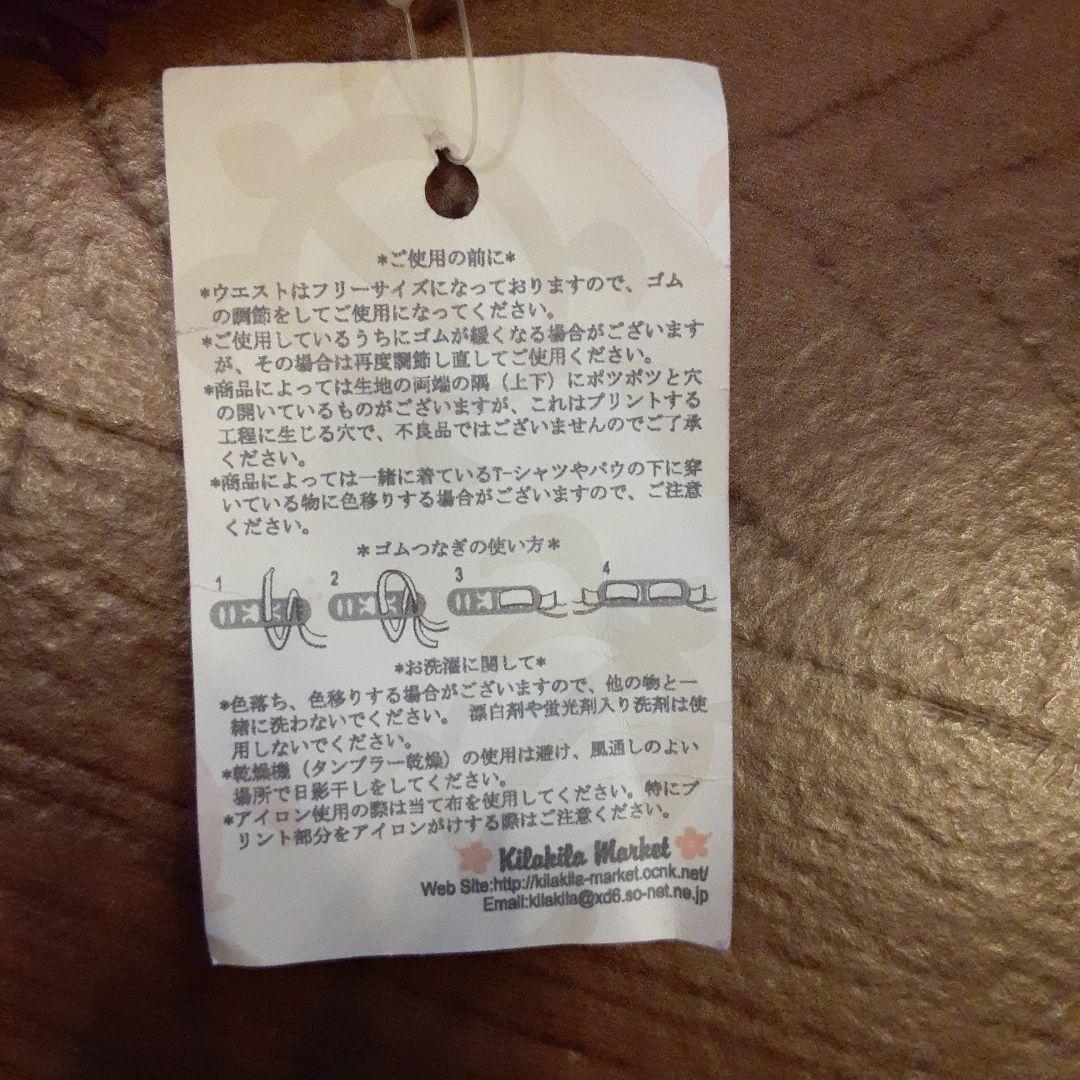 *ご使用の前に*
*ウエストはフリーサイズになっておりますので、ゴム
の調節をしてご使用になってください。
*ご使用しているうちにゴムが緩くなる場合がございます
が、その場合は再度調節し直してご使用ください。
*商品によっては生地の両端の隅（上下）にポツポツと穴
の開いているものがございますが、これはプリントする
工程に生じる穴で、不良品ではございませんのでご了承
ください。
*商品によっては一緒に着ているT-シャツやパウの下に穿
いている物に色移りする場合がございますので、ご注意
ください。
*ゴムつなぎの使い方*
1 2 3 4
*お洗濯に関して*
*色落ち、色移りする場合がございますので、他の物と一
緒に洗わないでください。 漂白剤や蛍光剤入り洗剤は使
用しないでください。
*乾燥機（タンブラー乾燥）の使用は避け、風通しのよい
場所で日影干しをしてください。
*アイロン使用の際は当て布を使用してください。特にプ
リント部分をアイロンがけする際はご注意ください。
Kilakila Market
Web Site:http://kilakila-market.ocnk.net/
Email:kilakila@xd6.so-net.ne.jp